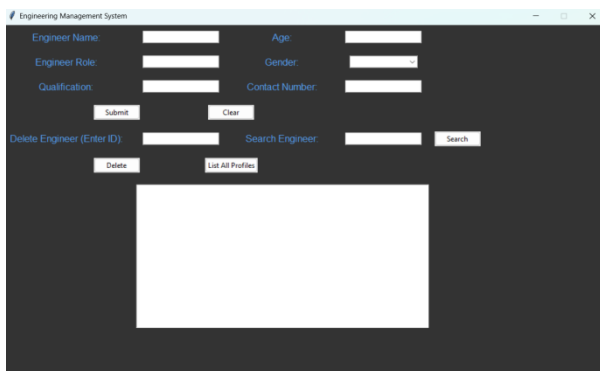 Engineering Management System
Engineer Name: Age:
Engineer Role: Gender:
Qualification: Contact Number:
Submit Clear
Delete Engineer (Enter ID): Search Engineer: Search
Delete List All Profiles